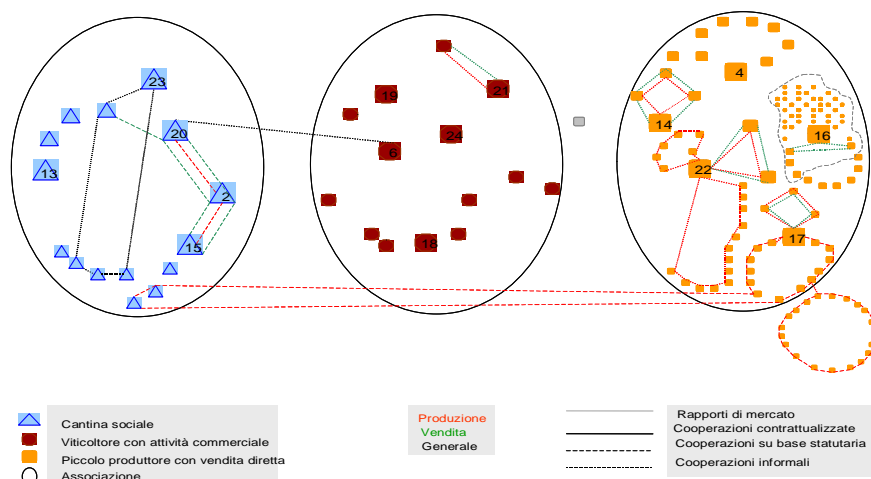 23
20
13
2
15
19
21
24
6
18
4
14
16
22
17
Cantina sociale
Viticoltore con attività commerciale
Piccolo produttore con vendita diretta
Associazione
Produzione
Vendita
Generale
Rapporti di mercato
Cooperazioni contrattualizzate
Cooperazioni su base statutaria
Cooperazioni informali